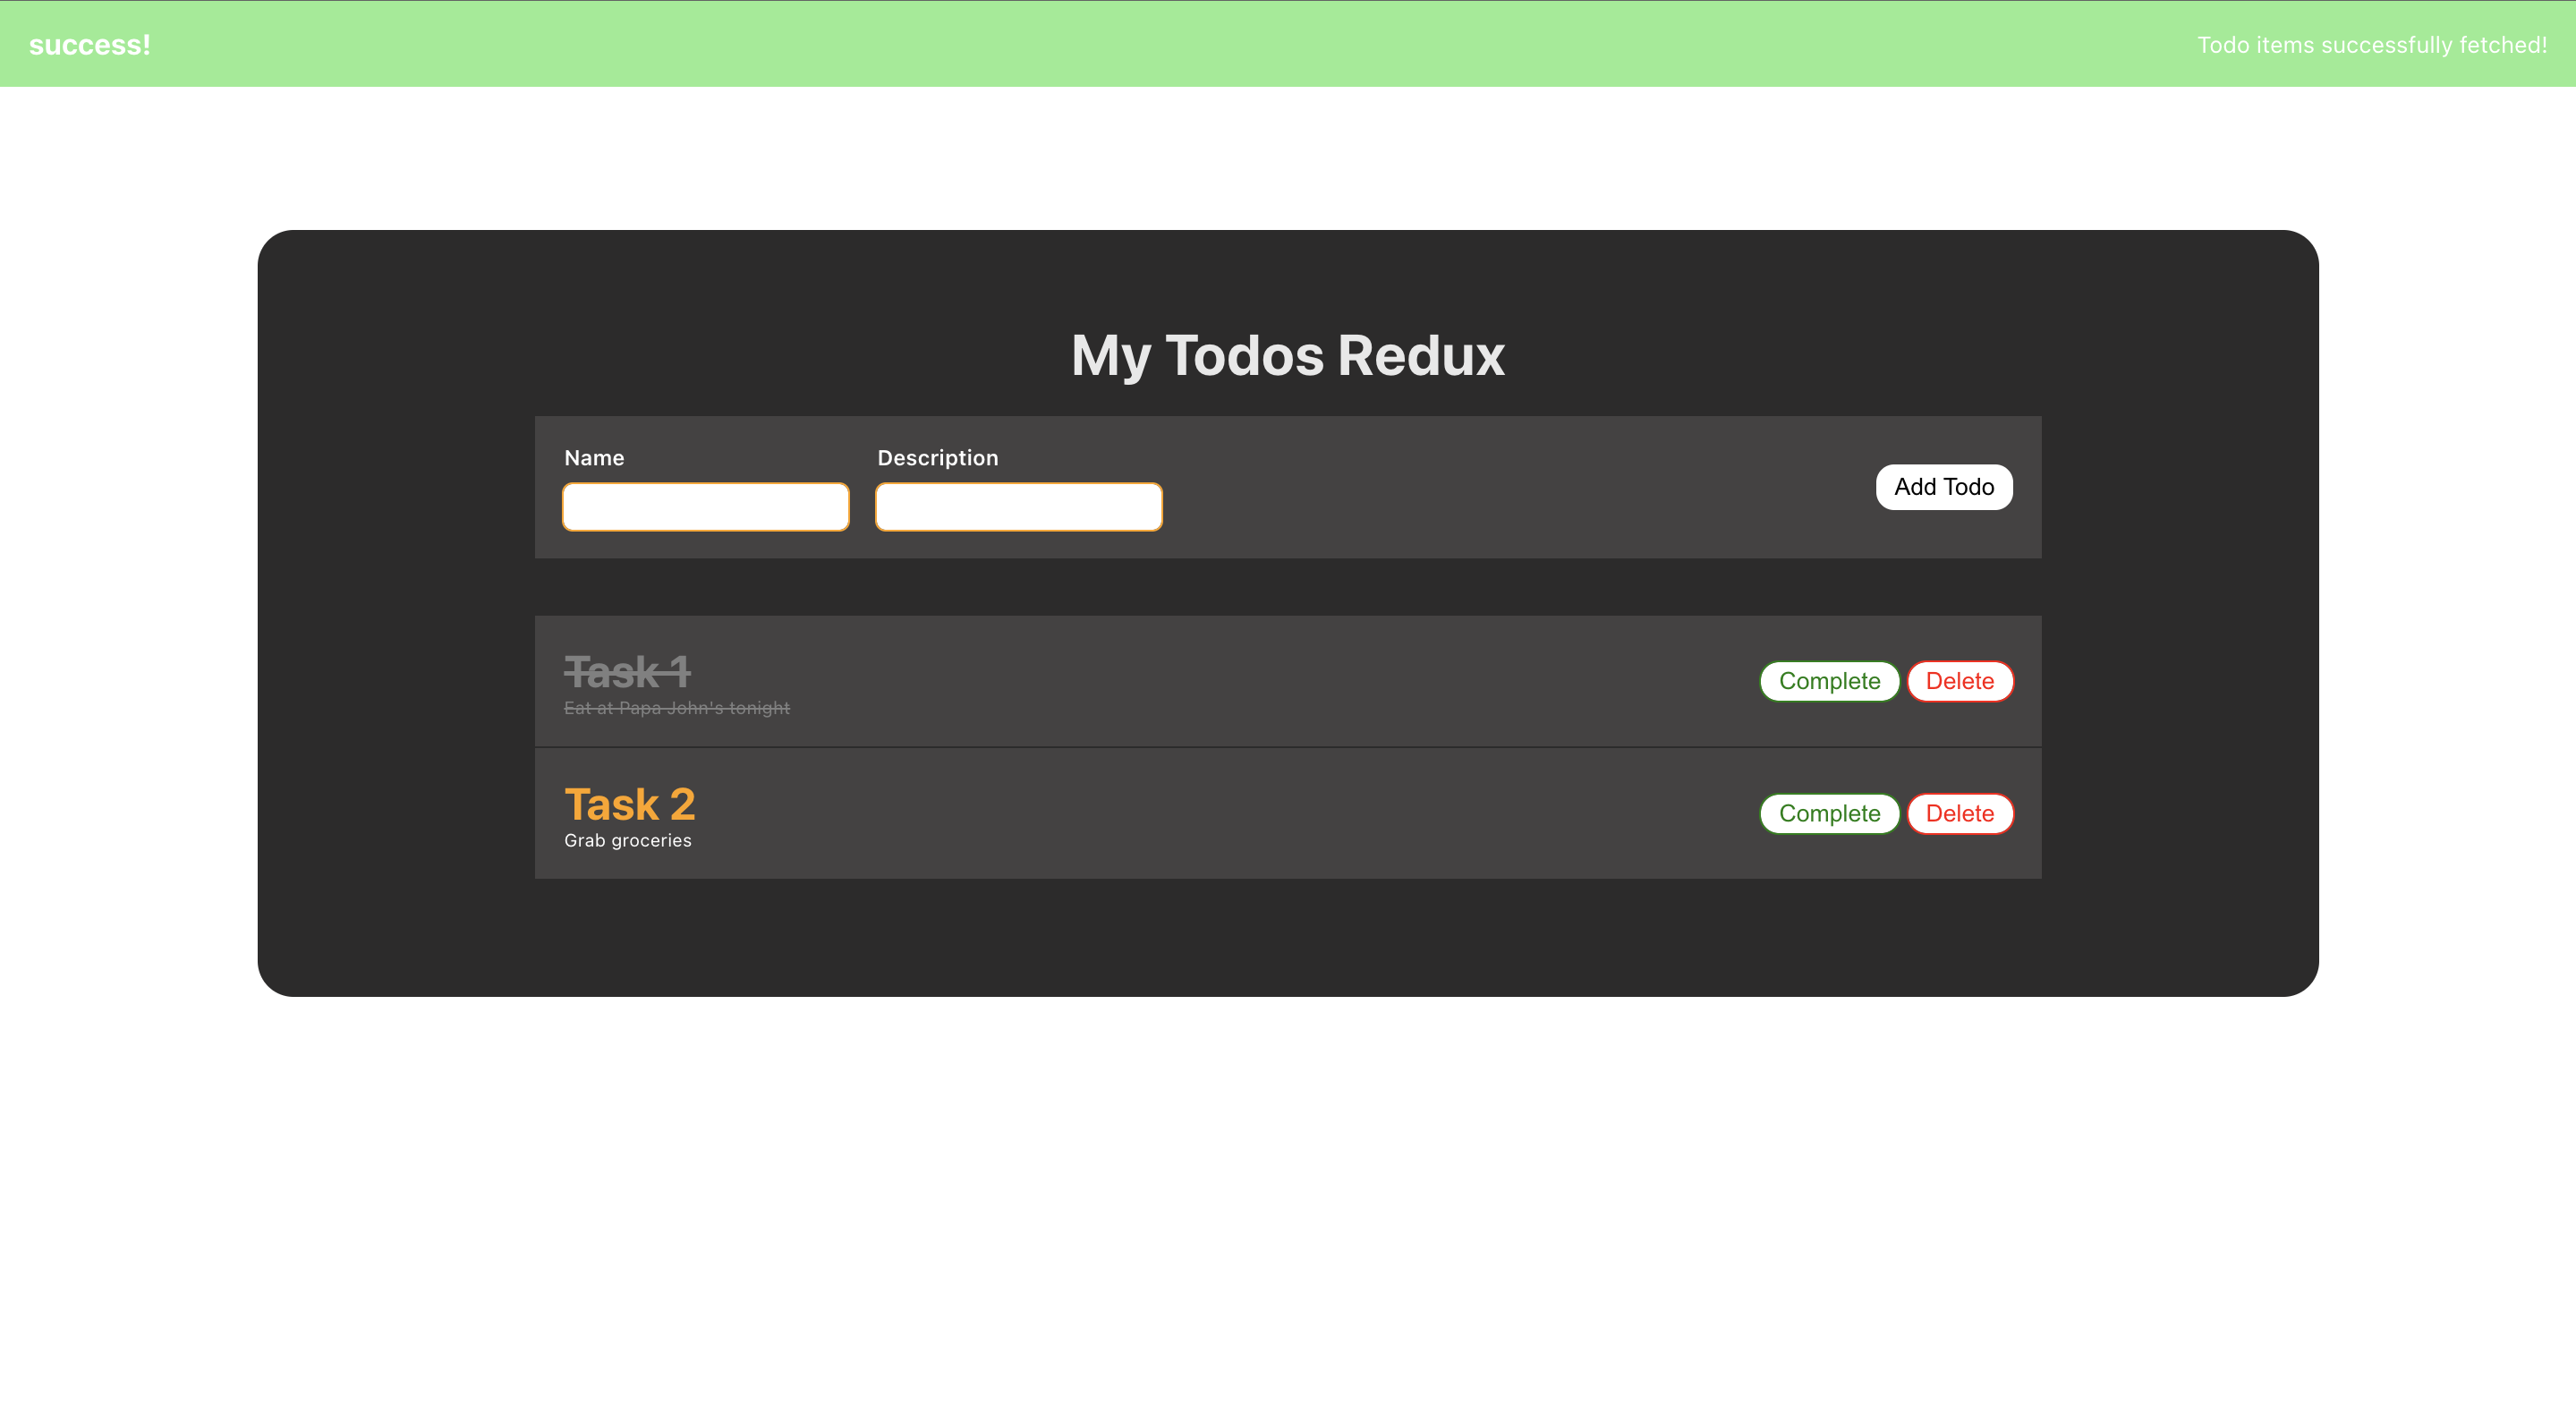 success! Todo items successfully fetched!
My Todos Redux
Name Description
Add Todo
Task 1
Eat at Papa John's tonight
Complete Delete
Task 2
Grab groceries
Complete Delete